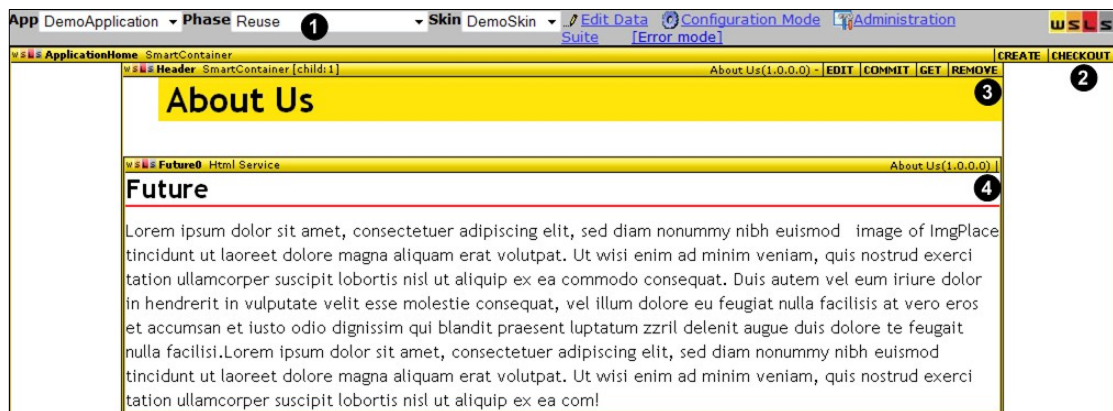 App DemoApplication Phase Reuse 1 Skin DemoSkin Edit Data Configuration Mode Administration
Suite [Error mode] WSLS
WSLS ApplicationHome SmartContainer CREATE CHECKOUT
WSLS Header SmartContainer [child:1] About Us(1.0.0.0) - EDIT COMMIT GET REMOVE
2
About Us 3
WSLS Future0 Html Service About Us(1.0.0.0) |
Future 4
Lorem ipsum dolor sit amet, consectetuer adipiscing elit, sed diam nonummy nibh euismod image of ImgPlace
tincidunt ut laoreet dolore magna aliquam erat volutpat. Ut wisi enim ad minim veniam, quis nostrud exerci
tation ullamcorper suscipit lobortis nisl ut aliquip ex ea commodo consequat. Duis autem vel eum iriure dolor
in hendrerit in vulputate velit esse molestie consequat, vel illum dolore eu feugiat nulla facilisis at vero eros
et accumsan et iusto odio dignissim qui blandit praesent luptatum zzril delenit augue duis dolore te feugait
nulla facilisi.Lorem ipsum dolor sit amet, consectetuer adipiscing elit, sed diam nonummy nibh euismod
tincidunt ut laoreet dolore magna aliquam erat volutpat. Ut wisi enim ad minim veniam, quis nostrud exerci
tation ullamcorper suscipit lobortis nisl ut aliquip ex ea com!